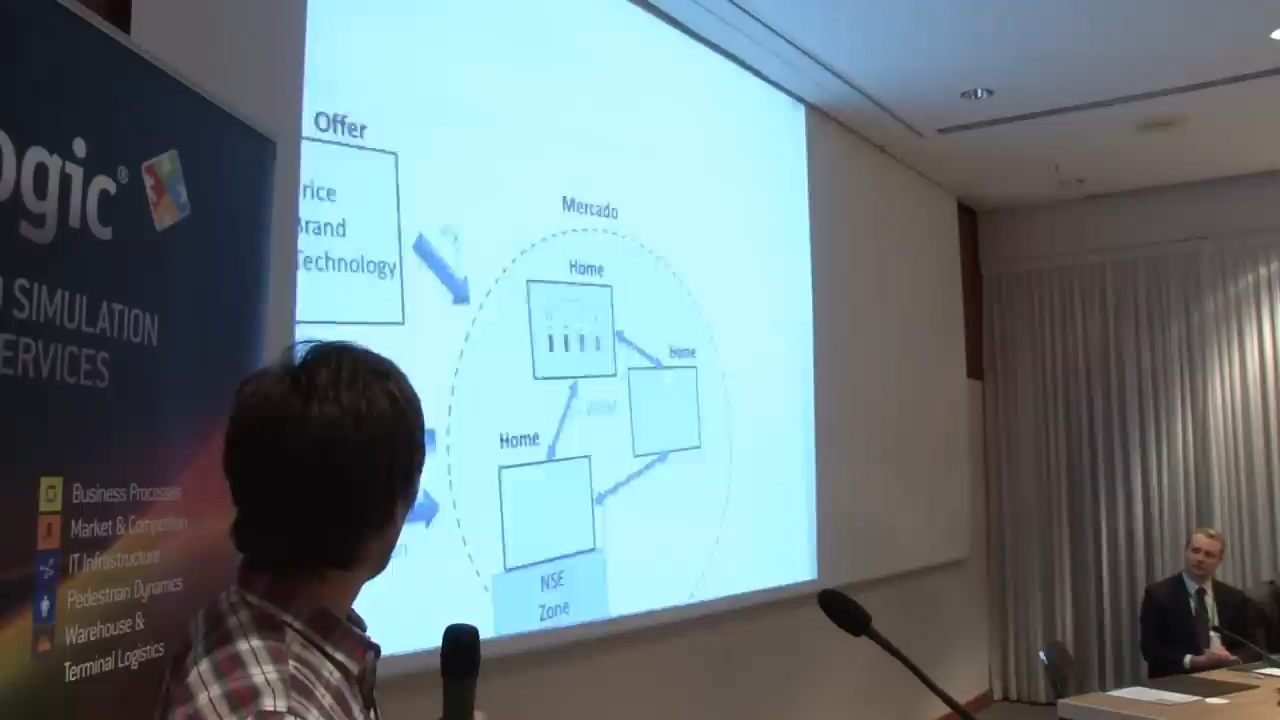 ogic®
SIMULATION
ERVICES
Business Processes
Market & Competition
IT Infrastructure
Pedestrian Dynamics
Warehouse &
Terminal Logistics
Offer
rice
Brand
Technology
Mercado
Home
Home
Home
NSE
Zone